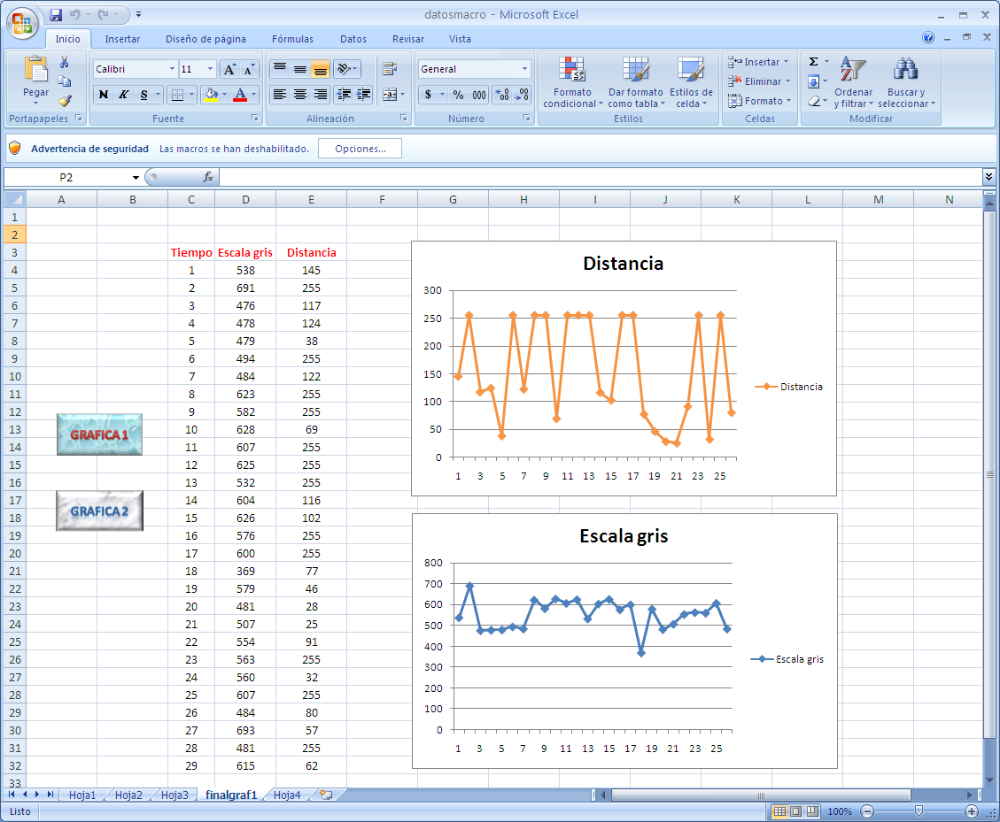 datosmacro - Microsoft Excel
Inicio Insertar Diseño de página Fórmulas Datos Revisar Vista
Pegar
Portapapeles
Calibri 11
N K S
Fuente
Alineación
General
$ % 000
Número
Formato condicional
Dar formato como tabla
Estilos de celda
Estilos
Insertar
Eliminar
Formato
Celdas
Ordenar y filtrar
Buscar y seleccionar
Modificar
Advertencia de seguridad Las macros se han deshabilitado. Opciones...
P2 fx
A B C D E F G H I J K L M N
1
2
3 Tiempo Escala gris Distancia
4 1 538 145
5 2 691 255
6 3 476 117
7 4 478 124
8 5 479 38
9 6 494 255
10 7 484 122
11 8 623 255
12 9 582 255
13 10 628 69
14 11 607 255
15 12 625 255
16 13 532 255
17 14 604 116
18 15 626 102
19 16 576 255
20 17 600 255
21 18 369 77
22 19 579 46
23 20 481 28
24 21 507 25
25 22 554 91
26 23 563 255
27 24 560 32
28 25 607 255
29 26 484 80
30 27 693 57
31 28 481 255
32 29 615 62
33
GRAFICA 1
GRAFICA 2
Distancia
300
250
200
150
100
50
0
1 3 5 7 9 11 13 15 17 19 21 23 25
Distancia
Escala gris
800
700
600
500
400
300
200
100
0
1 3 5 7 9 11 13 15 17 19 21 23 25
Escala gris
Hoja1 Hoja2 Hoja3 finalgraf1 Hoja4
Listo 100%